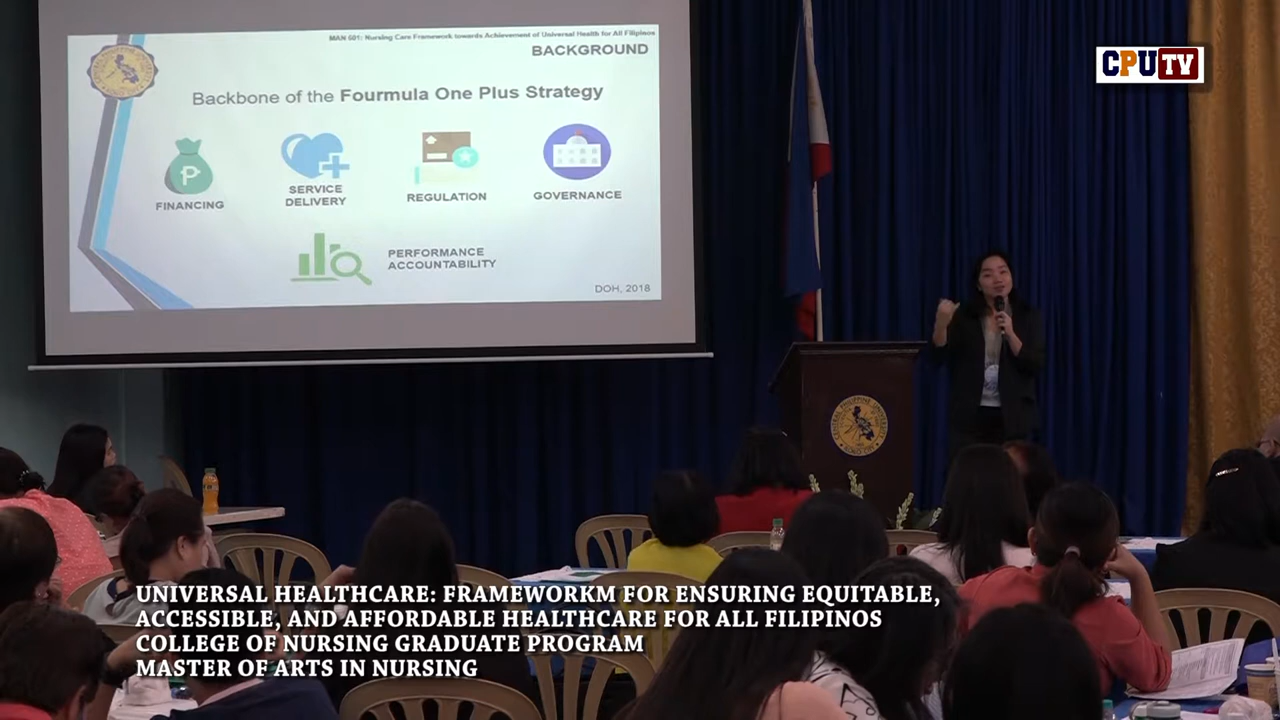 MAN 601: Nursing Care Framework towards Achievement of Universal Health for All Filipinos
BACKGROUND
CPUTV
Backbone of the Fourmula One Plus Strategy
FINANCING
SERVICE
DELIVERY
REGULATION
GOVERNANCE
PERFORMANCE
ACCOUNTABILITY
DOH, 2018
UNIVERSAL HEALTHCARE: FRAMEWORKM FOR ENSURING EQUITABLE,
ACCESSIBLE, AND AFFORDABLE HEALTHCARE FOR ALL FILIPINOS
COLLEGE OF NURSING GRADUATE PROGRAM
MASTER OF ARTS IN NURSING